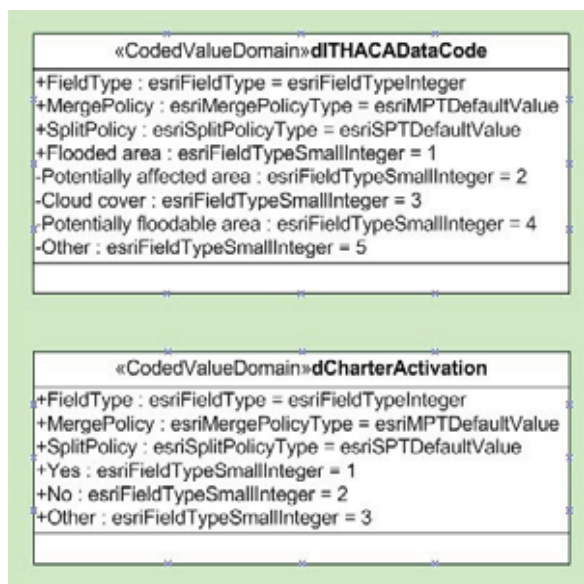 «CodedValueDomain»dITHACADataCode
+FieldType : esriFieldType = esriFieldTypeInteger
+MergePolicy : esriMergePolicyType = esriMPTDefaultValue
+SplitPolicy : esriSplitPolicyType = esriSPTDefaultValue
+Flooded area : esriFieldTypeSmallInteger = 1
-Potentially affected area : esriFieldTypeSmallInteger = 2
-Cloud cover : esriFieldTypeSmallInteger = 3
-Potentially floodable area : esriFieldTypeSmallInteger = 4
-Other : esriFieldTypeSmallInteger = 5
«CodedValueDomain»dCharterActivation
+FieldType : esriFieldType = esriFieldTypeInteger
+MergePolicy : esriMergePolicyType = esriMPTDefaultValue
+SplitPolicy : esriSplitPolicyType = esriSPTDefaultValue
+Yes : esriFieldTypeSmallInteger = 1
+No : esriFieldTypeSmallInteger = 2
+Other : esriFieldTypeSmallInteger = 3